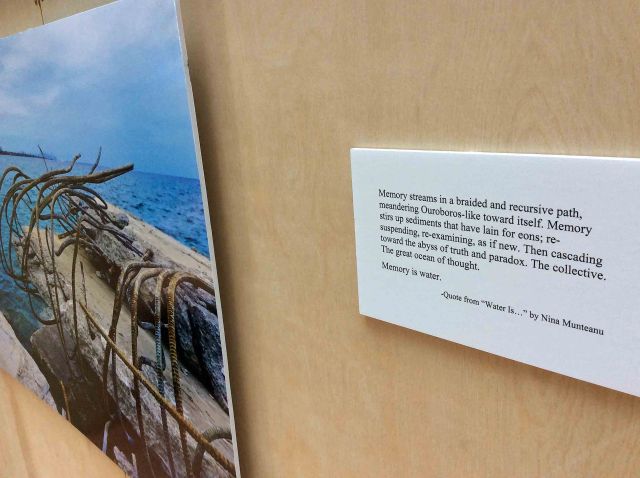 Memory streams in a braided and recursive path,
meandering Ouroboros-like toward itself. Memory
stirs up sediments that have lain for eons; re-
suspending, re-examining, as if new. Then cascading
toward the abyss of truth and paradox. The collective.
The great ocean of thought.
Memory is water.
-Quote from “Water Is…” by Nina Munteanu